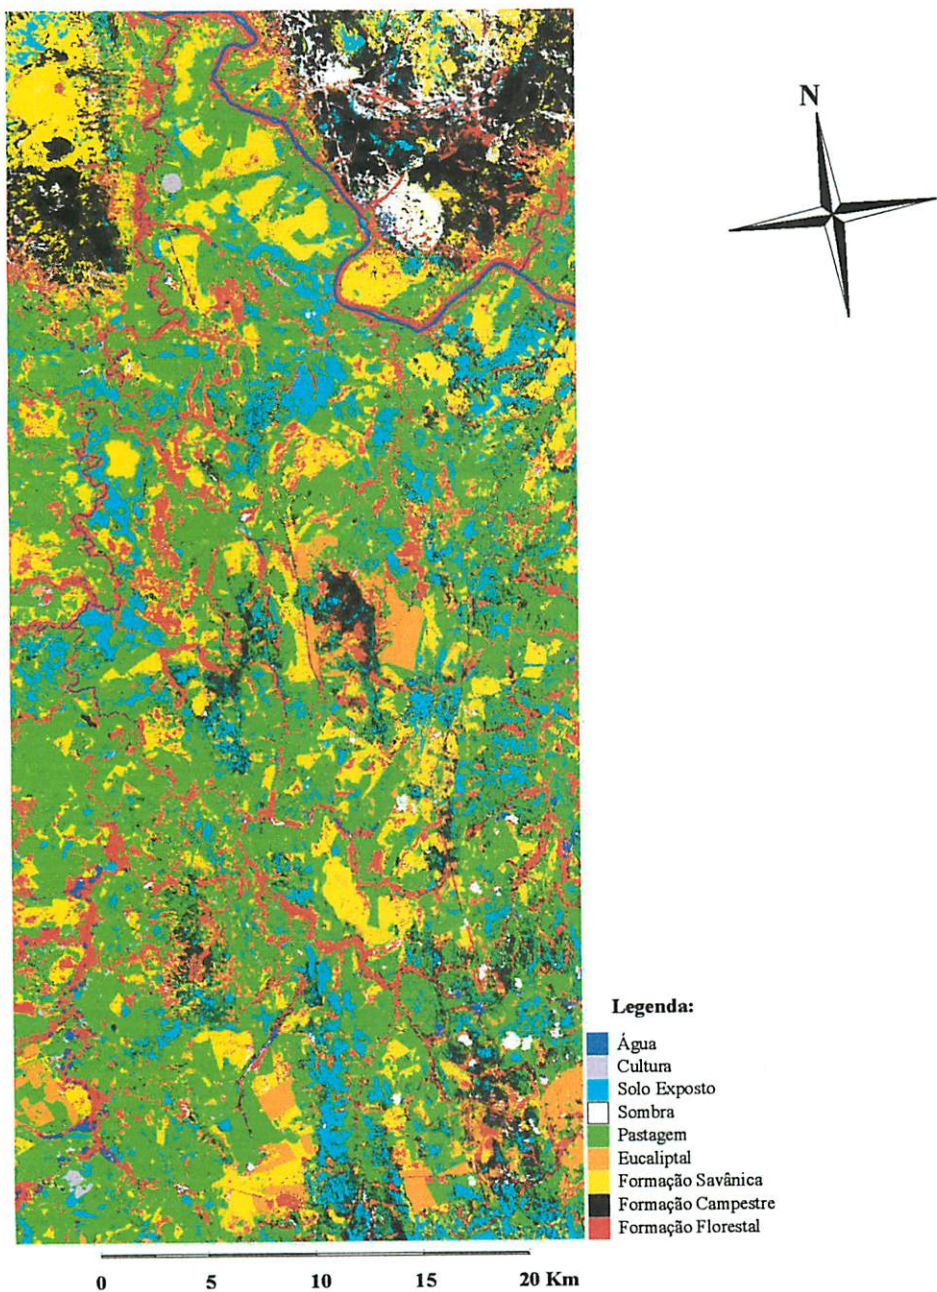 N
Legenda:
Água
Cultura
Solo Exposto
Sombra
Pastagem
Eucaliptal
Formação Savânica
Formação Campestre
Formação Florestal
0 5 10 15 20 Km